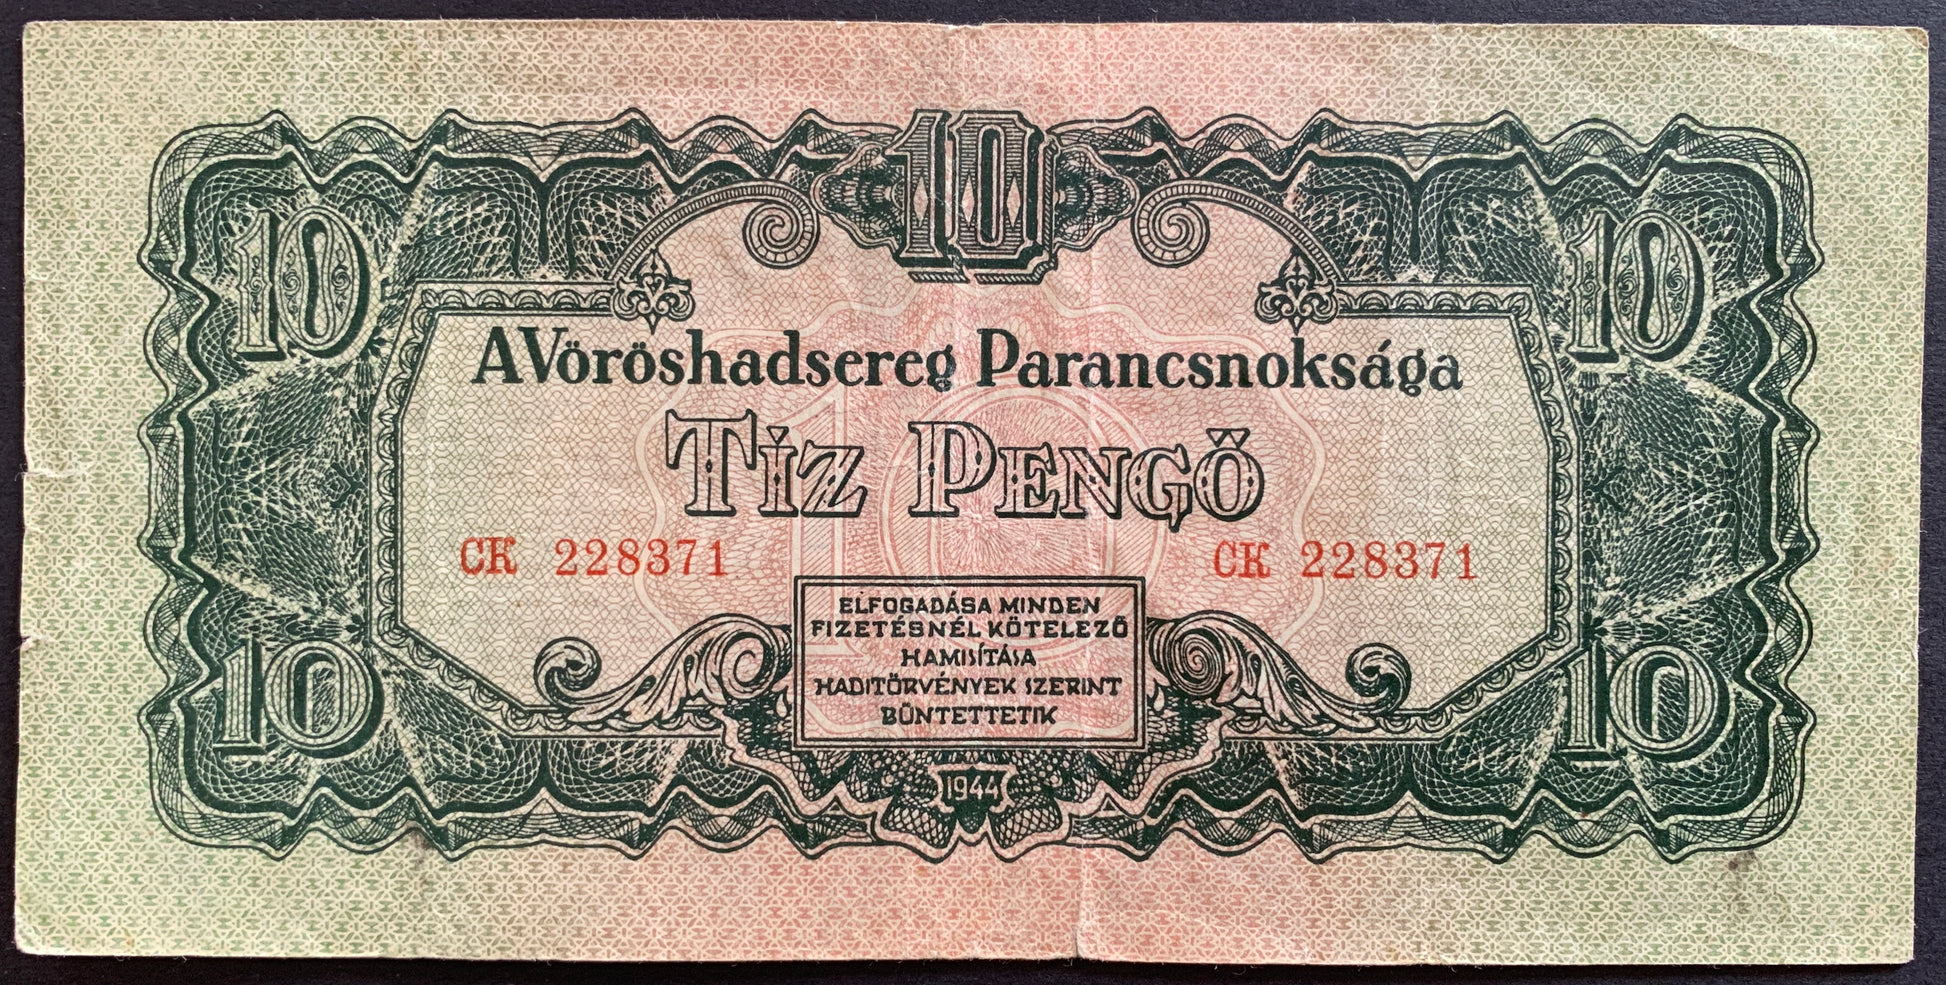 10
10 10
A Vöröshadsereg Parancsnoksága
Tíz Pengő
CK 228371 CK 228371
ELFOGADÁSA MINDEN
FIZETÉSNÉL KÖTELEZŐ
HAMISÍTÁSA
HADITÖRVÉNYEK SZERINT
BÜNTETTETIK
10 10
1944